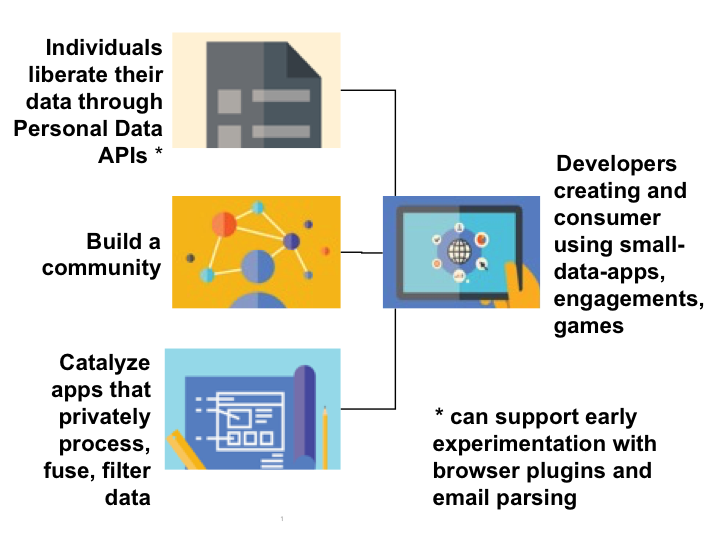 Individuals
liberate their
data through
Personal Data
APIs *
Build a
community
Catalyze
apps that
privately
process,
fuse, filter
data
Developers
creating and
consumer
using small-
data-apps,
engagements,
games
* can support early
experimentation with
browser plugins and
email parsing
1